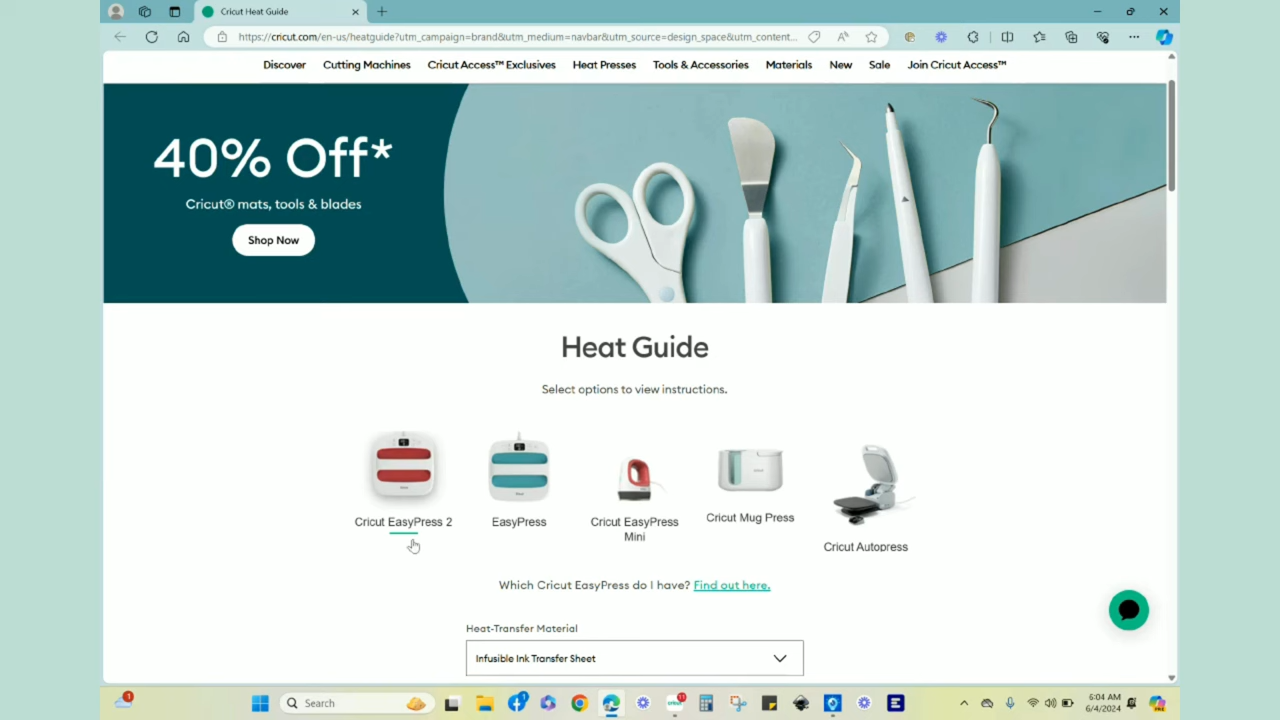 Cricut Heat Guide
https://cricut.com/en-us/heatguide?utm_campaign=brand&utm_medium=navbar&utm_source=design_space&utm_content...
Discover Cutting Machines Cricut Access™ Exclusives Heat Presses Tools & Accessories Materials New Sale Join Cricut Access™
40% Off*
Cricut® mats, tools & blades
Shop Now
Heat Guide
Select options to view instructions.
Cricut EasyPress 2
EasyPress
Cricut EasyPress
Mini
Cricut Mug Press
Cricut Autopress
Which Cricut EasyPress do I have? Find out here.
Heat-Transfer Material
Infusible Ink Transfer Sheet
1
Search
1
11
6:04 AM
6/4/2024